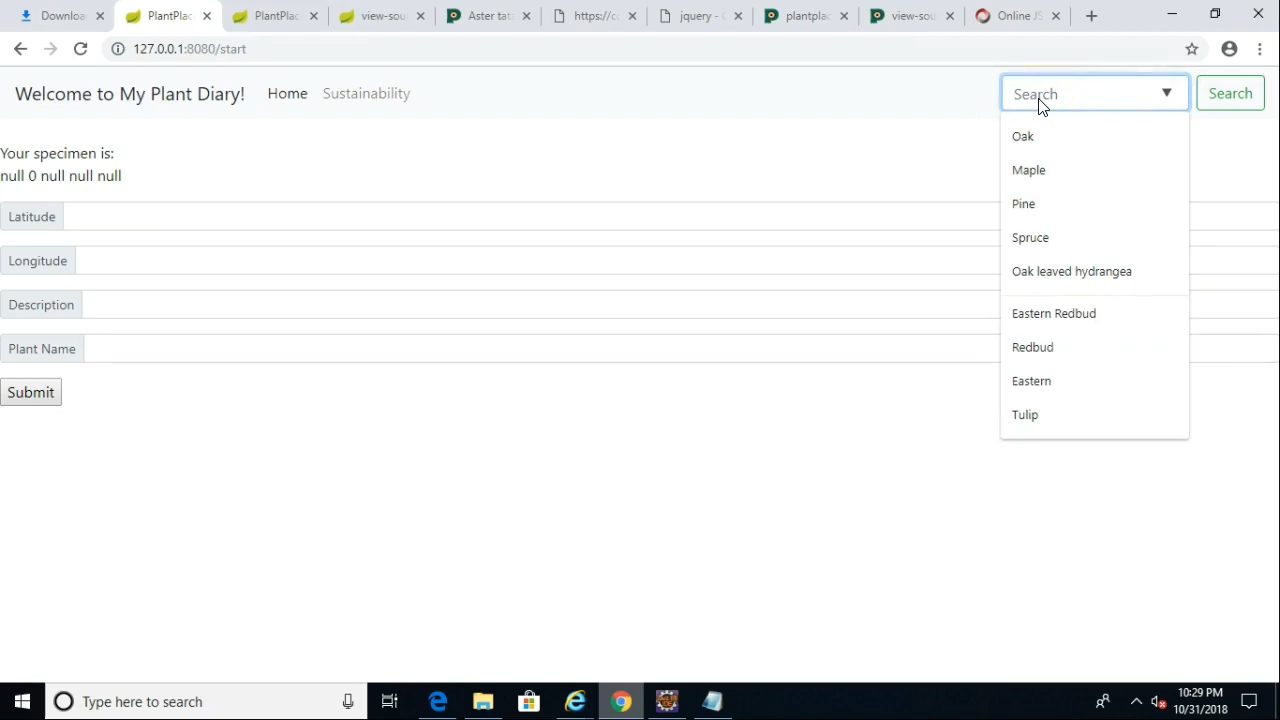 Downloa
PlantPlac
PlantPlac
view-sou
Aster tata
https://co
jquery - G
plantplac
view-sou
Online JS
127.0.0.1:8080/start
Welcome to My Plant Diary!
Home
Sustainability
Search
Search
Oak
Maple
Pine
Spruce
Oak leaved hydrangea
Eastern Redbud
Redbud
Eastern
Tulip
Your specimen is:
null 0 null null null
Latitude
Longitude
Description
Plant Name
Submit
Type here to search
10:29 PM
10/31/2018